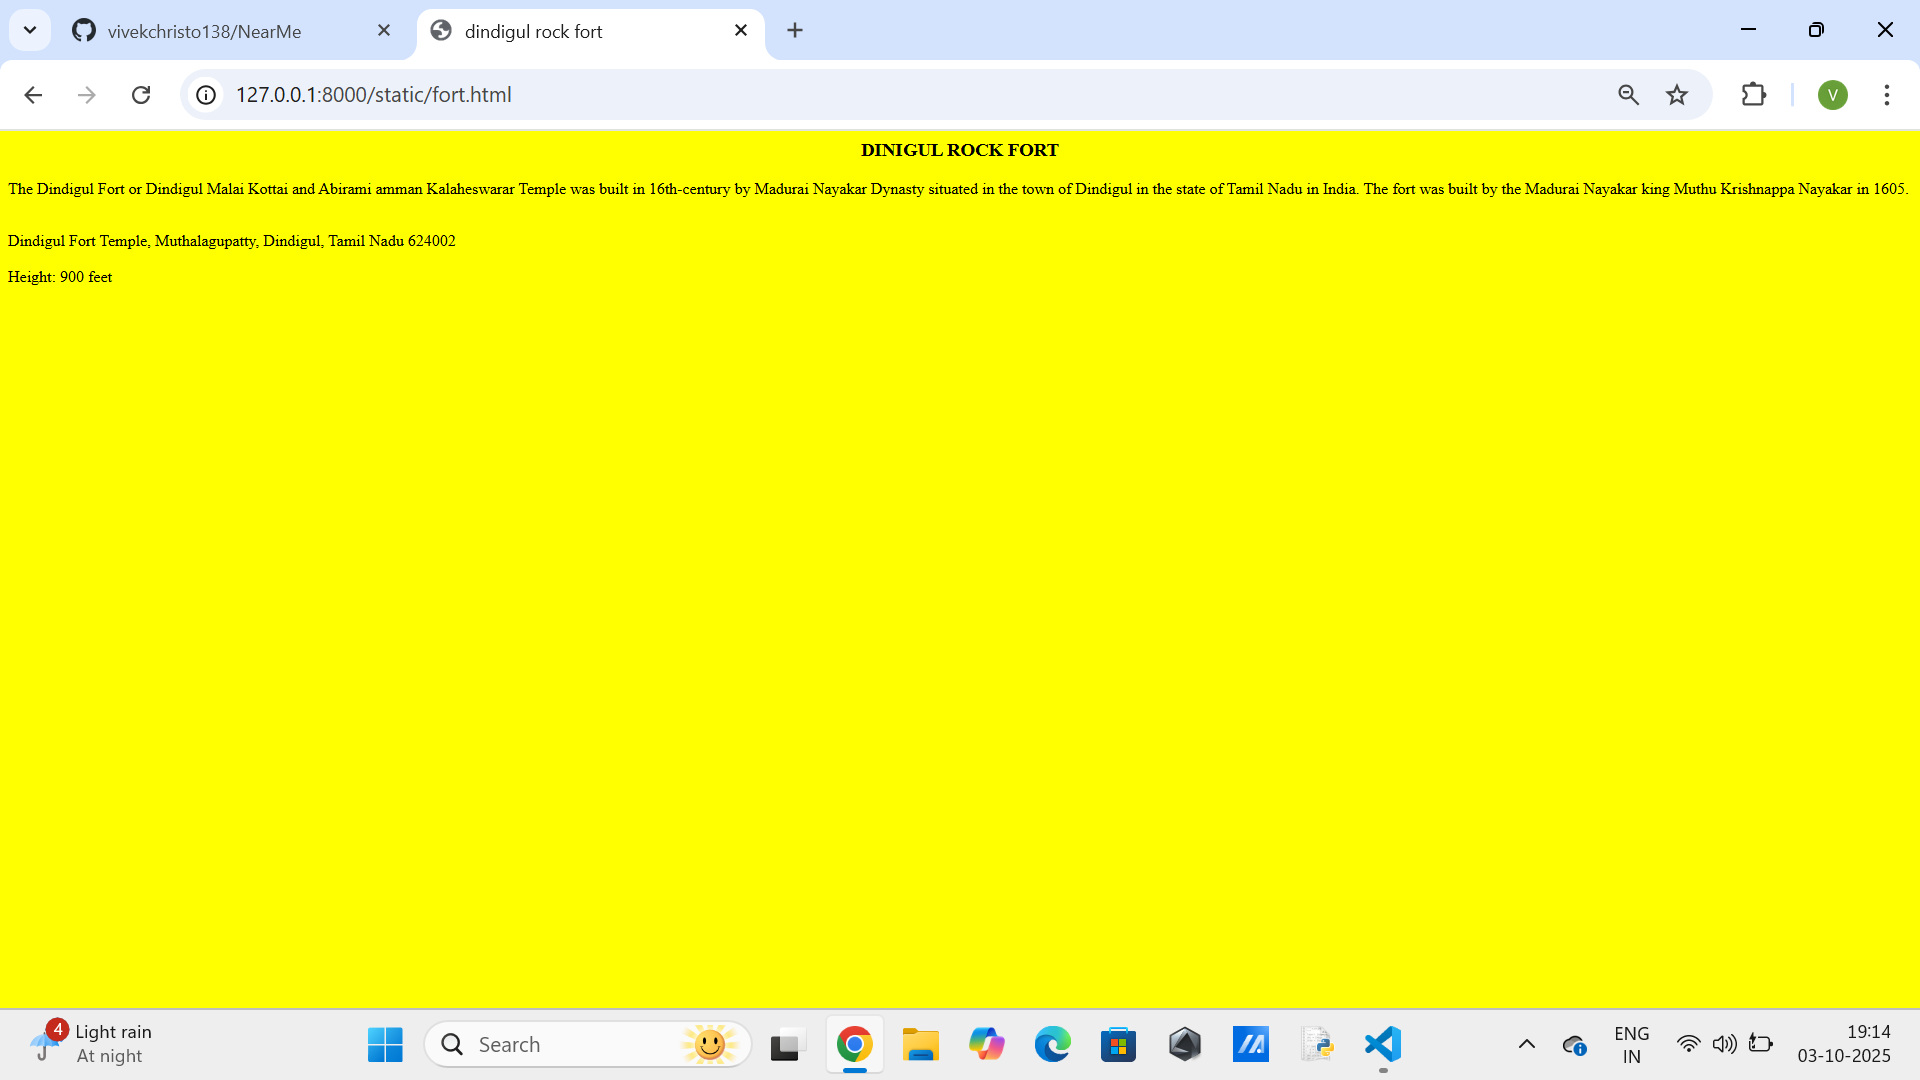 vivekchristo138/NearMe
dindigul rock fort
127.0.0.1:8000/static/fort.html
V
DINIGUL ROCK FORT
The Dindigul Fort or Dindigul Malai Kottai and Abirami amman Kalaheswarar Temple was built in 16th-century by Madurai Nayakar Dynasty situated in the town of Dindigul in the state of Tamil Nadu in India. The fort was built by the Madurai Nayakar king Muthu Krishnappa Nayakar in 1605.
Dindigul Fort Temple, Muthalagupatty, Dindigul, Tamil Nadu 624002
Height: 900 feet
4
Light rain
At night
Search
ENG
IN
19:14
03-10-2025